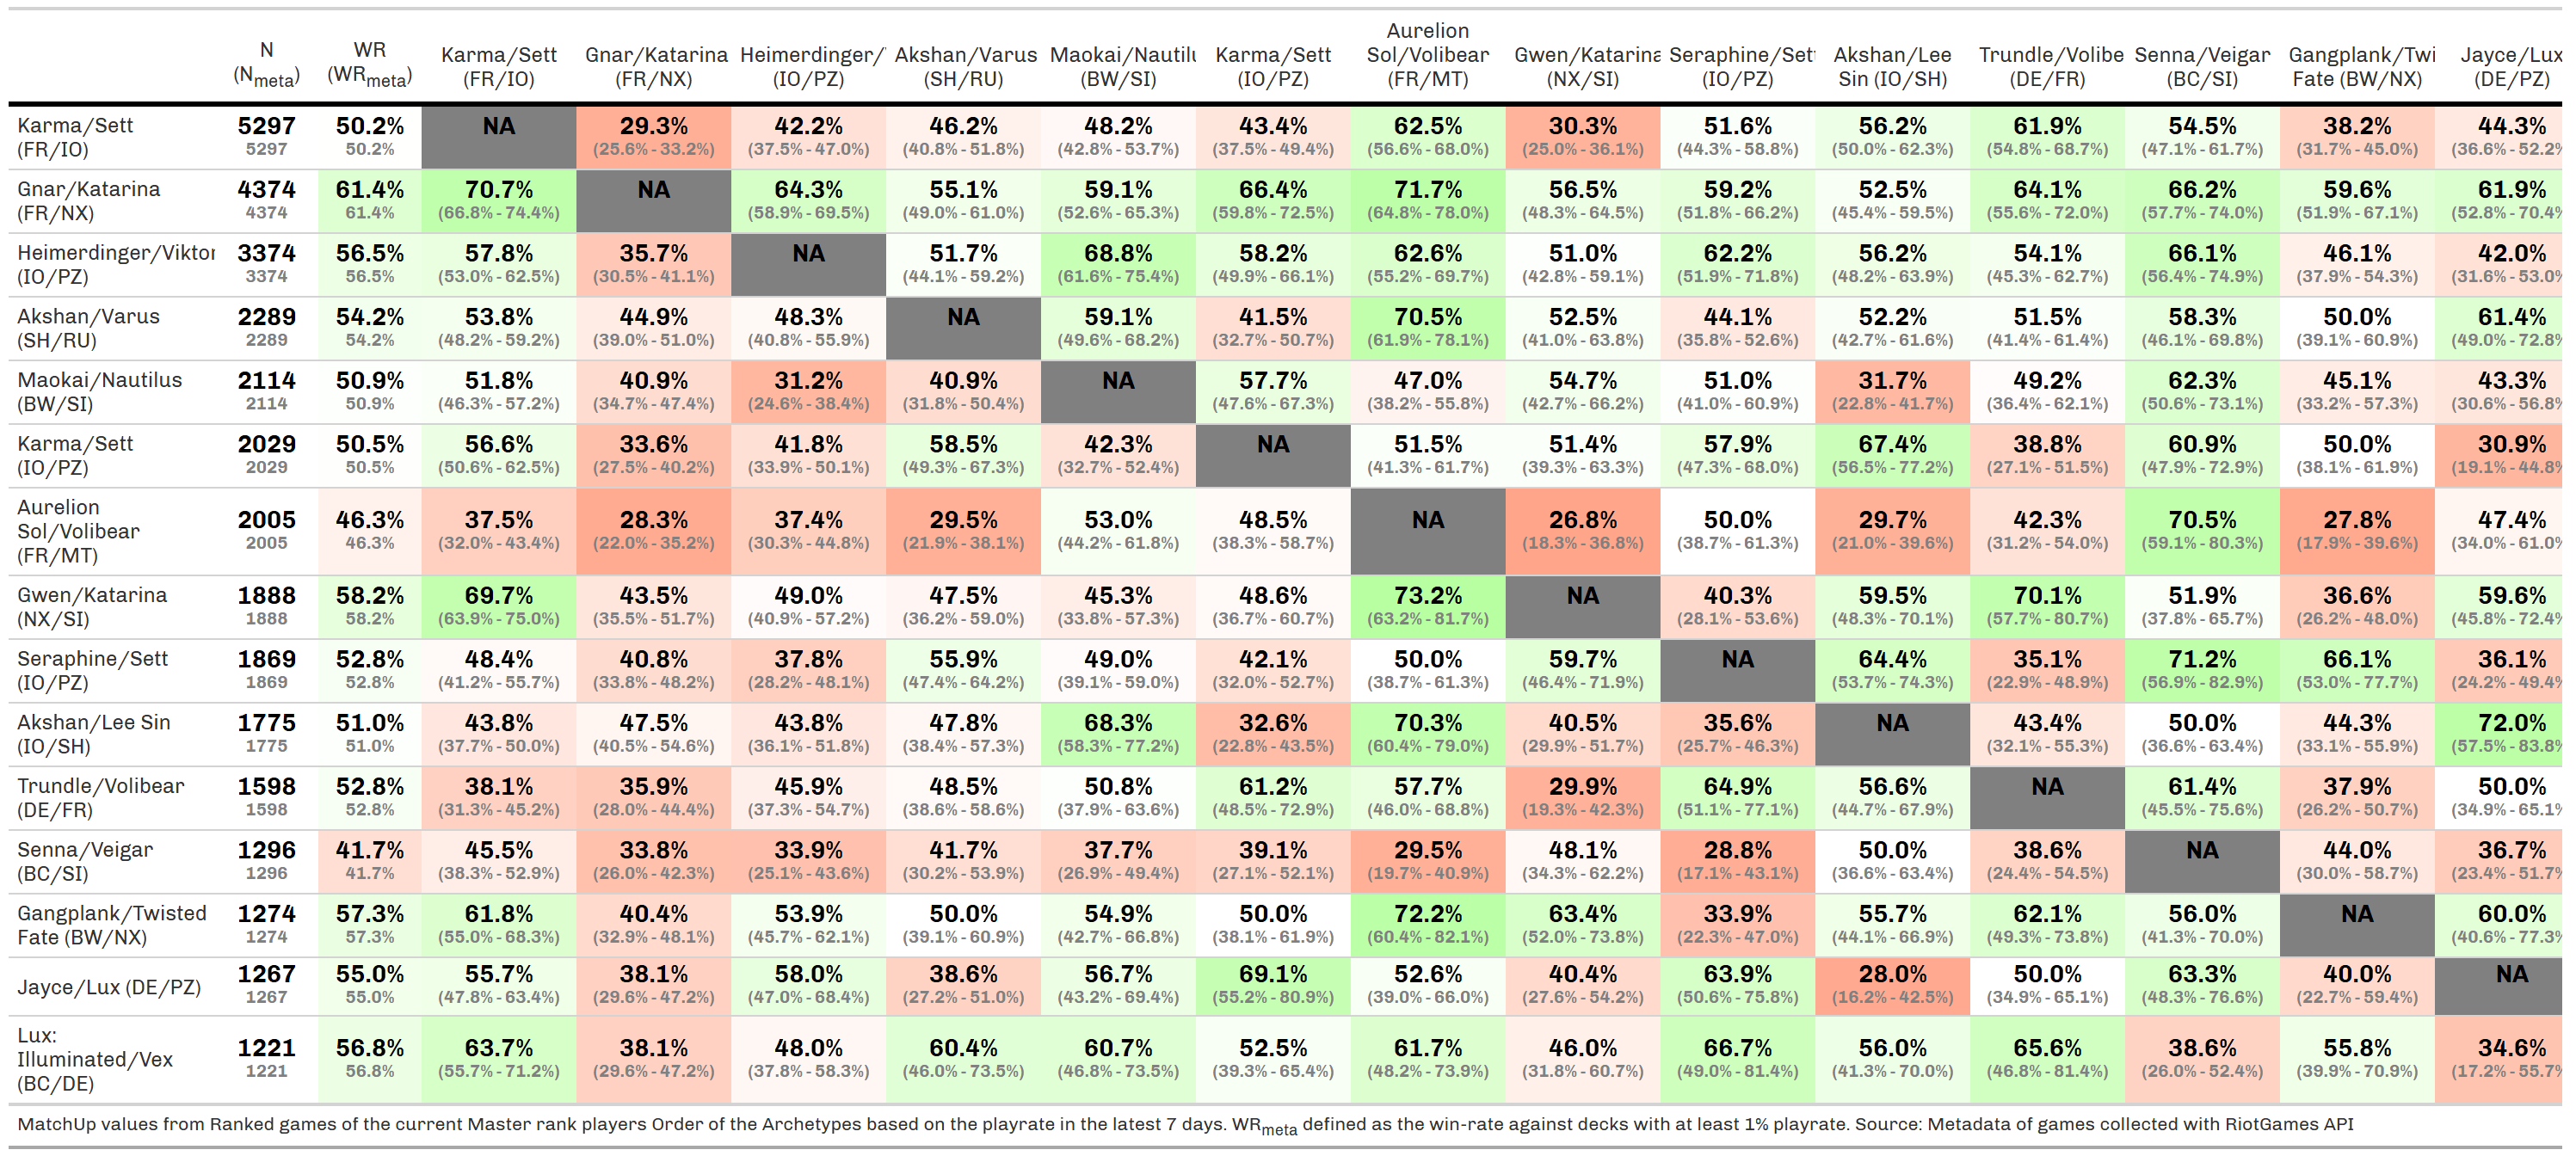 Aurelion
N WR Karma/Sett Gnar/Katarina Heimerdinger/ Akshan/Varus Maokai/Nautilu Karma/Sett Sol/Volibear Gwen/Katarina Seraphine/Set Akshan/Lee Trundle/Volibe Senna/Veigar Gangplank/Twi Jayce/Lux
(Nmeta) (WRmeta) (FR/IO) (FR/NX) (IO/PZ) (SH/RU) (BW/SI) (IO/PZ) (FR/MT) (NX/SI) (IO/PZ) Sin (IO/SH) (DE/FR) (BC/SI) Fate (BW/NX) (DE/PZ)
Karma/Sett 5297 50.2% NA 29.3% 42.2% 46.2% 48.2% 43.4% 62.5% 30.3% 51.6% 56.2% 61.9% 54.5% 38.2% 44.3%
(FR/IO) 5297 50.2% (25.6% - 33.2%) (37.5% - 47.0%) (40.8% - 51.8%) (42.8% - 53.7%) (37.5% - 49.4%) (56.6% - 68.0%) (25.0% - 36.1%) (44.3% - 58.8%) (50.0% - 62.3%) (54.8% - 68.7%) (47.1% - 61.7%) (31.7% - 45.0%) (36.6% - 52.2%
Gnar/Katarina 4374 61.4% 70.7% NA 64.3% 55.1% 59.1% 66.4% 71.7% 56.5% 59.2% 52.5% 64.1% 66.2% 59.6% 61.9%
(FR/NX) 4374 61.4% (66.8% - 74.4%) (58.9% - 69.5%) (49.0% - 61.0%) (52.6% - 65.3%) (59.8% - 72.5%) (64.8% - 78.0%) (48.3% - 64.5%) (51.8% - 66.2%) (45.4% - 59.5%) (55.6% - 72.0%) (57.7% - 74.0%) (51.9% - 67.1%) (52.8% - 70.4%
Heimerdinger/Viktor 3374 56.5% 57.8% 35.7% NA 51.7% 68.8% 58.2% 62.6% 51.0% 62.2% 56.2% 54.1% 66.1% 46.1% 42.0%
(IO/PZ) 3374 56.5% (53.0% - 62.5%) (30.5% - 41.1%) (44.1% - 59.2%) (61.6% - 75.4%) (49.9% - 66.1%) (55.2% - 69.7%) (42.8% - 59.1%) (51.9% - 71.8%) (48.2% - 63.9%) (45.3% - 62.7%) (56.4% - 74.9%) (37.9% - 54.3%) (31.6% - 53.0%
Akshan/Varus 2289 54.2% 53.8% 44.9% 48.3% NA 59.1% 41.5% 70.5% 52.5% 44.1% 52.2% 51.5% 58.3% 50.0% 61.4%
(SH/RU) 2289 54.2% (48.2% - 59.2%) (39.0% - 51.0%) (40.8% - 55.9%) (49.6% - 68.2%) (32.7% - 50.7%) (61.9% - 78.1%) (41.0% - 63.8%) (35.8% - 52.6%) (42.7% - 61.6%) (41.4% - 61.4%) (46.1% - 69.8%) (39.1% - 60.9%) (49.0% - 72.8%
Maokai/Nautilus 2114 50.9% 51.8% 40.9% 31.2% 40.9% NA 57.7% 47.0% 54.7% 51.0% 31.7% 49.2% 62.3% 45.1% 43.3%
(BW/SI) 2114 50.9% (46.3% - 57.2%) (34.7% - 47.4%) (24.6% - 38.4%) (31.8% - 50.4%) (47.6% - 67.3%) (38.2% - 55.8%) (42.7% - 66.2%) (41.0% - 60.9%) (22.8% - 41.7%) (36.4% - 62.1%) (50.6% - 73.1%) (33.2% - 57.3%) (30.6% - 56.8%
Karma/Sett 2029 50.5% 56.6% 33.6% 41.8% 58.5% 42.3% NA 51.5% 51.4% 57.9% 67.4% 38.8% 60.9% 50.0% 30.9%
(IO/PZ) 2029 50.5% (50.6% - 62.5%) (27.5% - 40.2%) (33.9% - 50.1%) (49.3% - 67.3%) (32.7% - 52.4%) (41.3% - 61.7%) (39.3% - 63.3%) (47.3% - 68.0%) (56.5% - 77.2%) (27.1% - 51.5%) (47.9% - 72.9%) (38.1% - 61.9%) (19.1% - 44.8%
Aurelion
Sol/Volibear 2005 46.3% 37.5% 28.3% 37.4% 29.5% 53.0% 48.5% NA 26.8% 50.0% 29.7% 42.3% 70.5% 27.8% 47.4%
(FR/MT) 2005 46.3% (32.0% - 43.4%) (22.0% - 35.2%) (30.3% - 44.8%) (21.9% - 38.1%) (44.2% - 61.8%) (38.3% - 58.7%) (18.3% - 36.8%) (38.7% - 61.3%) (21.0% - 39.6%) (31.2% - 54.0%) (59.1% - 80.3%) (17.9% - 39.6%) (34.0% - 61.0%
Gwen/Katarina 1888 58.2% 69.7% 43.5% 49.0% 47.5% 45.3% 48.6% 73.2% NA 40.3% 59.5% 70.1% 51.9% 36.6% 59.6%
(NX/SI) 1888 58.2% (63.9% - 75.0%) (35.5% - 51.7%) (40.9% - 57.2%) (36.2% - 59.0%) (33.8% - 57.3%) (36.7% - 60.7%) (63.2% - 81.7%) (28.1% - 53.6%) (48.3% - 70.1%) (57.7% - 80.7%) (37.8% - 65.7%) (26.2% - 48.0%) (45.8% - 72.4%
Seraphine/Sett 1869 52.8% 48.4% 40.8% 37.8% 55.9% 49.0% 42.1% 50.0% 59.7% NA 64.4% 35.1% 71.2% 66.1% 36.1%
(IO/PZ) 1869 52.8% (41.2% - 55.7%) (33.8% - 48.2%) (28.2% - 48.1%) (47.4% - 64.2%) (39.1% - 59.0%) (32.0% - 52.7%) (38.7% - 61.3%) (46.4% - 71.9%) (53.7% - 74.3%) (22.9% - 48.9%) (56.9% - 82.9%) (53.0% - 77.7%) (24.2% - 49.4%
Akshan/Lee Sin 1775 51.0% 43.8% 47.5% 43.8% 47.8% 68.3% 32.6% 70.3% 40.5% 35.6% NA 43.4% 50.0% 44.3% 72.0%
(IO/SH) 1775 51.0% (37.7% - 50.0%) (40.5% - 54.6%) (36.1% - 51.8%) (38.4% - 57.3%) (58.3% - 77.2%) (22.8% - 43.5%) (60.4% - 79.0%) (29.9% - 51.7%) (25.7% - 46.3%) (32.1% - 55.3%) (36.6% - 63.4%) (33.1% - 55.9%) (57.5% - 83.8%
Trundle/Volibear 1598 52.8% 38.1% 35.9% 45.9% 48.5% 50.8% 61.2% 57.7% 29.9% 64.9% 56.6% NA 61.4% 37.9% 50.0%
(DE/FR) 1598 52.8% (31.3% - 45.2%) (28.0% - 44.4%) (37.3% - 54.7%) (38.6% - 58.6%) (37.9% - 63.6%) (48.5% - 72.9%) (46.0% - 68.8%) (19.3% - 42.3%) (51.1% - 77.1%) (44.7% - 67.9%) (45.5% - 75.6%) (26.2% - 50.7%) (34.9% - 65.1%
Senna/Veigar 1296 41.7% 45.5% 33.8% 33.9% 41.7% 37.7% 39.1% 29.5% 48.1% 28.8% 50.0% 38.6% NA 44.0% 36.7%
(BC/SI) 1296 41.7% (38.3% - 52.9%) (26.0% - 42.3%) (25.1% - 43.6%) (30.2% - 53.9%) (26.9% - 49.4%) (27.1% - 52.1%) (19.7% - 40.9%) (34.3% - 62.2%) (17.1% - 43.1%) (36.6% - 63.4%) (24.4% - 54.5%) (30.0% - 58.7%) (23.4% - 51.7%
Gangplank/Twisted 1274 57.3% 61.8% 40.4% 53.9% 50.0% 54.9% 50.0% 72.2% 63.4% 33.9% 55.7% 62.1% 56.0% NA 60.0%
Fate (BW/NX) 1274 57.3% (55.0% - 68.3%) (32.9% - 48.1%) (45.7% - 62.1%) (39.1% - 60.9%) (42.7% - 66.8%) (38.1% - 61.9%) (60.4% - 82.1%) (52.0% - 73.8%) (22.3% - 47.0%) (44.1% - 66.9%) (49.3% - 73.8%) (41.3% - 70.0%) (40.6% - 77.3%
Jayce/Lux (DE/PZ) 1267 55.0% 55.7% 38.1% 58.0% 38.6% 56.7% 69.1% 52.6% 40.4% 63.9% 28.0% 50.0% 63.3% 40.0% NA
1267 55.0% (47.8% - 63.4%) (29.6% - 47.2%) (47.0% - 68.4%) (27.2% - 51.0%) (43.2% - 69.4%) (55.2% - 80.9%) (39.0% - 66.0%) (27.6% - 54.2%) (50.6% - 75.8%) (16.2% - 42.5%) (34.9% - 65.1%) (48.3% - 76.6%) (22.7% - 59.4%)
Lux:
Illuminated/Vex 1221 56.8% 63.7% 38.1% 48.0% 60.4% 60.7% 52.5% 61.7% 46.0% 66.7% 56.0% 65.6% 38.6% 55.8% 34.6%
(BC/DE) 1221 56.8% (55.7% - 71.2%) (29.6% - 47.2%) (37.8% - 58.3%) (46.0% - 73.5%) (46.8% - 73.5%) (39.3% - 65.4%) (48.2% - 73.9%) (31.8% - 60.7%) (49.0% - 81.4%) (41.3% - 70.0%) (46.8% - 81.4%) (26.0% - 52.4%) (39.9% - 70.9%) (17.2% - 55.7%
MatchUp values from Ranked games of the current Master rank players Order of the Archetypes based on the playrate in the latest 7 days. WRmeta defined as the win-rate against decks with at least 1% playrate. Source: Metadata of games collected with RiotGames API